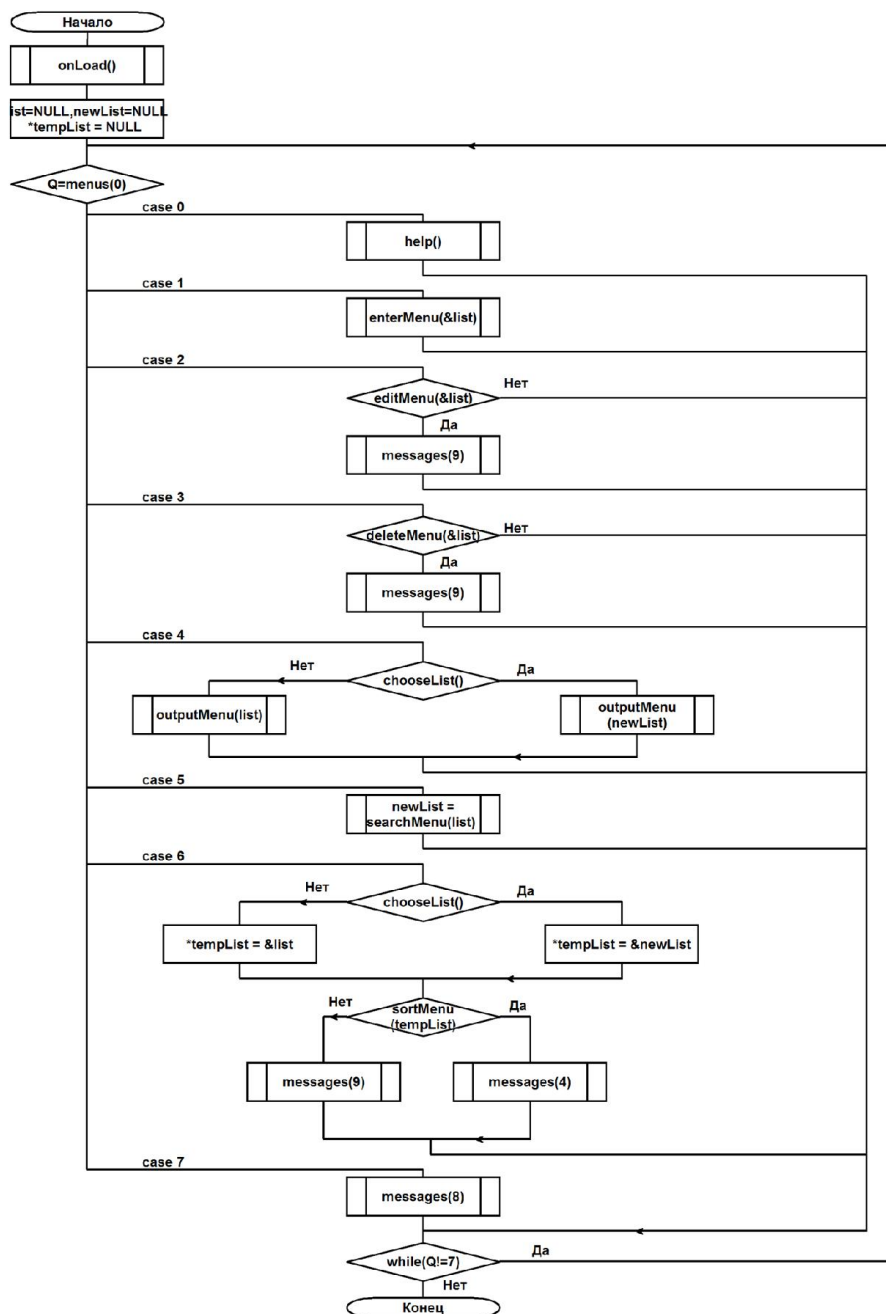 Начало
onLoad()
ist=NULL,newList=NULL
*tempList = NULL
Q=menus(0)
case 0
help()
case 1
enterMenu(&list)
case 2
Нет
editMenu(&list)
Да
messages(9)
case 3
Нет
deleteMenu(&list)
Да
messages(9)
case 4
Нет
Да
chooseList()
outputMenu(list)
outputMenu
(newList)
case 5
newList =
searchMenu(list)
case 6
Нет
Да
chooseList()
*tempList = &list
*tempList = &newList
Нет
Да
sortMenu
(tempList)
messages(9)
messages(4)
case 7
messages(8)
Да
while(Q!=7)
Нет
Конец